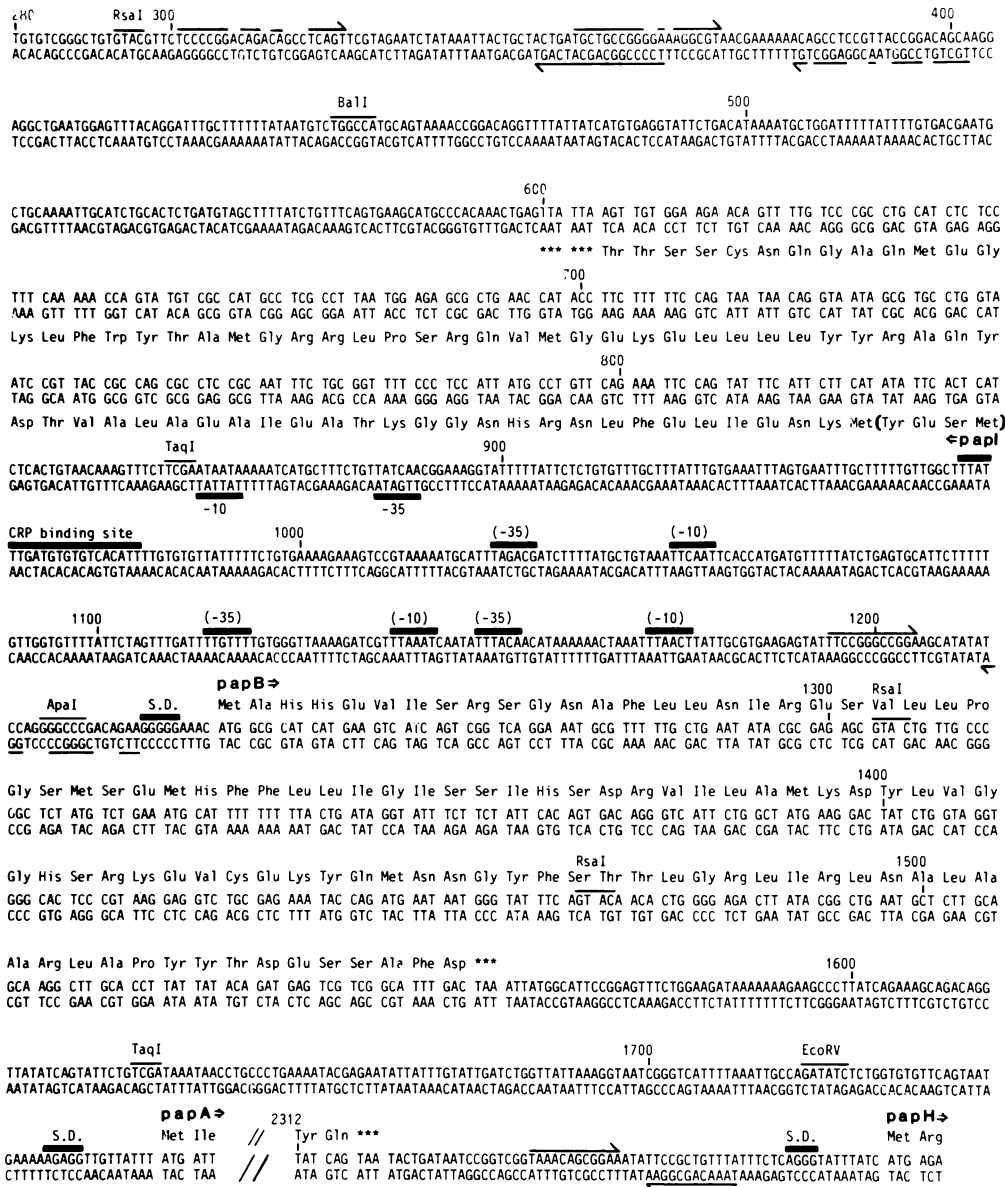 280 RsaI 300 400
TGTGTCGGGCTGTGTACGTTCTCCCCGGACAGACAGCCTCAGTTCGTAGAATCTATAAATTACTGCTACTGATGCTGCCGGGGAAAGGCGTAACGAAAAAACAGCCTCCGTTACCGGACAGCAAGG
ACACAGCCCGACACATGCAAGAGGGGCCTGTCTGTCGGAGTCAAGCATCTTAGATATTTAATGACGATGACTACGACGGCCCCTTTCCGCATTGCTTTTTTGTCGGAGGCAATGGCCTGTCGTTCC
BalI 500
AGGCTGAATGGAGTTTACAGGATTTGCTTTTTTATAATGTCTGGCCATGCAGTAAAACCGGACAGGTTTTATTATCATGTGAGGTATTCTGACATAAAATGCTGGATTTTTATTTTGTGACGAATG
TCCGACTTACCTCAAATGTCCTAAACGAAAAAATATTACAGACCGGTACGTCATTTTGGCCTGTCCAAAATAATAGTACACTCCATAAGACTGTATTTTACGACCTAAAAATAAAACACTGCTTAC
600
CTGCAAAATTGCATCTGCACTCTGATGTAGCTTTTATCTGTTTCAGTGAAGCATGCCCACAAACTGAGTTA TTA AGT TGT GGA AGA ACA GTT TTG TCC CGC CTG CAT CTC TCC
GACGTTTTAACGTAGACGTGAGACTACATCGAAAATAGACAAAGTCACTTCGTACGGGTGTTTGACTCAAT AAT TCA ACA CCT TCT TGT CAA AAC AGG GCG GAC GTA GAG AGG
*** *** Thr Thr Ser Ser Cys Asn Gln Gly Ala Gln Met Glu Gly
700
TTT CAA AAA CCA GTA TGT CGC CAT GCC TCG CCT TAA TGG AGA GCG CTG AAC CAT ACC TTC TTT TTC CAG TAA TAA CAG GTA ATA GCG TGC CTG GTA
AAA GTT TTT GGT CAT ACA GCG GTA CGG AGC GGA ATT ACC TCT CGC GAC TTG GTA TGG AAG AAA AAG GTC ATT ATT GTC CAT TAT CGC ACG GAC CAT
Lys Leu Phe Trp Tyr Thr Ala Met Gly Arg Arg Leu Pro Ser Arg Gln Val Met Gly Glu Lys Glu Leu Leu Leu Leu Tyr Tyr Arg Ala Gln Tyr
800
ATC CGT TAC CGC CAG CGC CTC CGC AAT TTC TGC GGT TTT CCC TCC ATT ATG CCT GTT CAG AAA TTC CAG TAT TTC ATT CTT CAT ATA TTC ACT CAT
TAG GCA ATG GCG GTC GCG GAG GCG TTA AAG ACG CCA AAA GGG AGG TAA TAC GGA CAA GTC TTT AAG GTC ATA AAG TAA GAA GTA TAT AAG TGA GTA
Asp Thr Val Ala Leu Ala Glu Ala Ile Glu Ala Thr Lys Gly Gly Asn His Arg Asn Leu Phe Glu Leu Ile Glu Asn Lys Met(Tyr Glu Ser Met)
TaqI 900 ⇐papI
CTCACTGTAACAAAGTTTCTTCGAATAATAAAAATCATGCTTTCTGTTATCAACGGAAAGGTATTTTTATTCTCTGTGTTTGCTTTATTTGTGAAATTTAGTGAATTTGCTTTTTGTTGGCTTTAT
GAGTGACATTGTTTCAAAGAAGCTTATTATTTTTAGTACGAAAGACAATAGTTGCCTTTCCATAAAAATAAGAGACACAAACGAAATAAACACTTTAAATCACTTAAACGAAAAACAACCGAAATA
-10 -35
CRP binding site 1000 (-35) (-10)
TTGATGTGTGTCACATTTTGTGTGTTATTTTTCTGTGAAAAGAAAGTCCGTAAAAATGCATTTAGACGATCTTTTATGCTGTAAATTCAATTCACCATGATGTTTTTATCTGAGTGCATTCTTTTT
AACTACACACAGTGTAAAACACACAATAAAAAGACACTTTTCTTTCAGGCATTTTTACGTAAATCTGCTAGAAAATACGACATTTAAGTTAAGTGGTACTACAAAAATAGACTCACGTAAGAAAAA
1100 (-35) (-10) (-35) (-10) 1200
GTTGGTGTTTTATTCTAGTTTGATTTTGTTTTGTGGGTTAAAAGATCGTTTAAATCAATATTTACAACATAAAAAACTAAATTTAACTTATTGCGTGAAGAGTATTTCCGGGCCGGAAGCATATAT
CAACCACAAAATAAGATCAAACTAAAACAAAACACCCAATTTTCTAGCAAATTTAGTTATAAATGTTGTATTTTTTGATTTAAATTGAATAACGCACTTCTCATAAAGGCCCGGCCTTCGTATATA
ApaI S.D. papB⇒ Met Ala His His Glu Val Ile Ser Arg Ser Gly Asn Ala Phe Leu Leu Asn Ile Arg Glu Ser Val Leu Leu Pro
1300 RsaI
CCAGGGGCCCGACAGAAGGGGGAAAC ATG GCG CAT CAT GAA GTC ATC AGT CGG TCA GGA AAT GCG TTT TTG CTG AAT ATA CGC GAG AGC GTA CTG TTG CCC
GGTCCCCGGGCTGTCTTCCCCCTTTG TAC CGC GTA GTA CTT CAG TAG TCA GCC AGT CCT TTA CGC AAA AAC GAC TTA TAT GCG CTC TCG CAT GAC AAC GGG
1400
Gly Ser Met Ser Glu Met His Phe Phe Leu Leu Ile Gly Ile Ser Ser Ile His Ser Asp Arg Val Ile Leu Ala Met Lys Asp Tyr Leu Val Gly
GGC TCT ATG TCT GAA ATG CAT TTT TTT TTA CTG ATA GGT ATT TCT TCT ATT CAC AGT GAC AGG GTC ATT CTG GCT ATG AAG GAC TAT CTG GTA GGT
CCG AGA TAC AGA CTT TAC GTA AAA AAA AAT GAC TAT CCA TAA AGA AGA TAA GTG TCA CTG TCC CAG TAA GAC CGA TAC TTC CTG ATA GAC CAT CCA
RsaI 1500
Gly His Ser Arg Lys Glu Val Cys Glu Lys Tyr Gln Met Asn Asn Gly Tyr Phe Ser Thr Thr Leu Gly Arg Leu Ile Arg Leu Asn Ala Leu Ala
GGG CAC TCC CGT AAG GAG GTC TGC GAG AAA TAC CAG ATG AAT AAT GGG TAT TTC AGT ACA ACA CTG GGG AGA CTT ATA CGG CTG AAT GCT CTT GCA
CCC GTG AGG GCA TTC CTC CAG ACG CTC TTT ATG GTC TAC TTA TTA CCC ATA AAG TCA TGT TGT GAC CCC TCT GAA TAT GCC GAC TTA CGA GAA CGT
Ala Arg Leu Ala Pro Tyr Tyr Thr Asp Glu Ser Ser Ala Phe Asp ***
1600
GCA AGG CTT GCA CCT TAT TAT ACA GAT GAG TCG TCG GCA TTT GAC TAA ATTATGGCATTCCGGAGTTTCTGGAAGATAAAAAAAGAAGCCCTTATCAGAAAGCAGACAGG
CGT TCC GAA CGT GGA ATA ATA TGT CTA CTC AGC AGC CGT AAA CTG ATT TAATACCGTAAGGCCTCAAAGACCTTCTATTTTTTTCTTCGGGAATAGTCTTTCGTCTGTCC
TaqI 1700 EcoRV
TTATATCAGTATTCTGTCGATAAATAACCTGCCCTGAAAATACGAGAATATTATTTGTATTGATCTGGTTATTAAAGGTAATCGGGTCATTTTAAATTGCCAGATATCTCTGGTGTGTTCAGTAAT
AATATAGTCATAAGACAGCTATTTATTGGACGGGACTTTTATGCTCTTATAATAAACATAACTAGACCAATAATTTCCATTAGCCCAGTAAAATTTAACGGTCTATAGAGACCACACAAGTCATTA
papA⇒ 2312 papH⇒
S.D. Met Ile // Tyr Gln *** S.D. Met Arg
GAAAAAGAGGTTGTTATTT ATG ATT TAT CAG TAA TACTGATAATCCGGTCGGTAAACAGCGGAAATATTCCGCTGTTTATTTCTCAGGGTATTTATC ATG AGA
CTTTTTCTCCAACAATAAA TAC TAA // ATA GTC ATT ATGACTATTAGGCCAGCCATTTGTCGCCTTTATAAGGCGACAAATAAAGAGTCCCATAAATAG TAC TCT